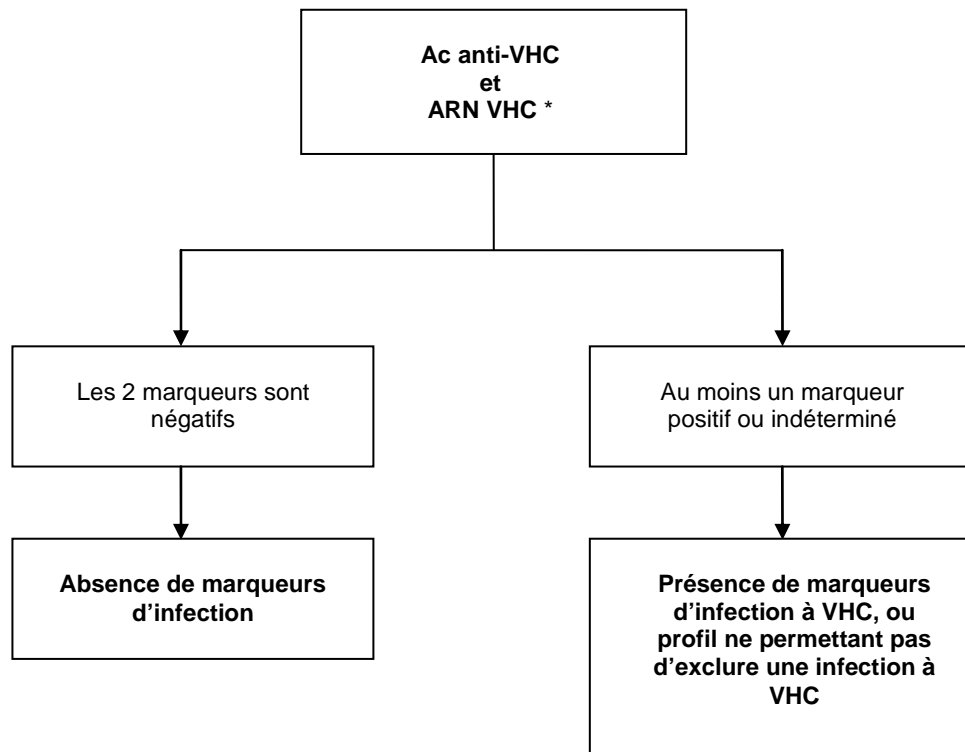 Ac anti-VHC
et
ARN VHC *
Les 2 marqueurs sont
négatifs
Au moins un marqueur
positif ou indéterminé
Absence de marqueurs
d’infection
Présence de marqueurs
d’infection à VHC, ou
profil ne permettant pas
d’exclure une infection à
VHC